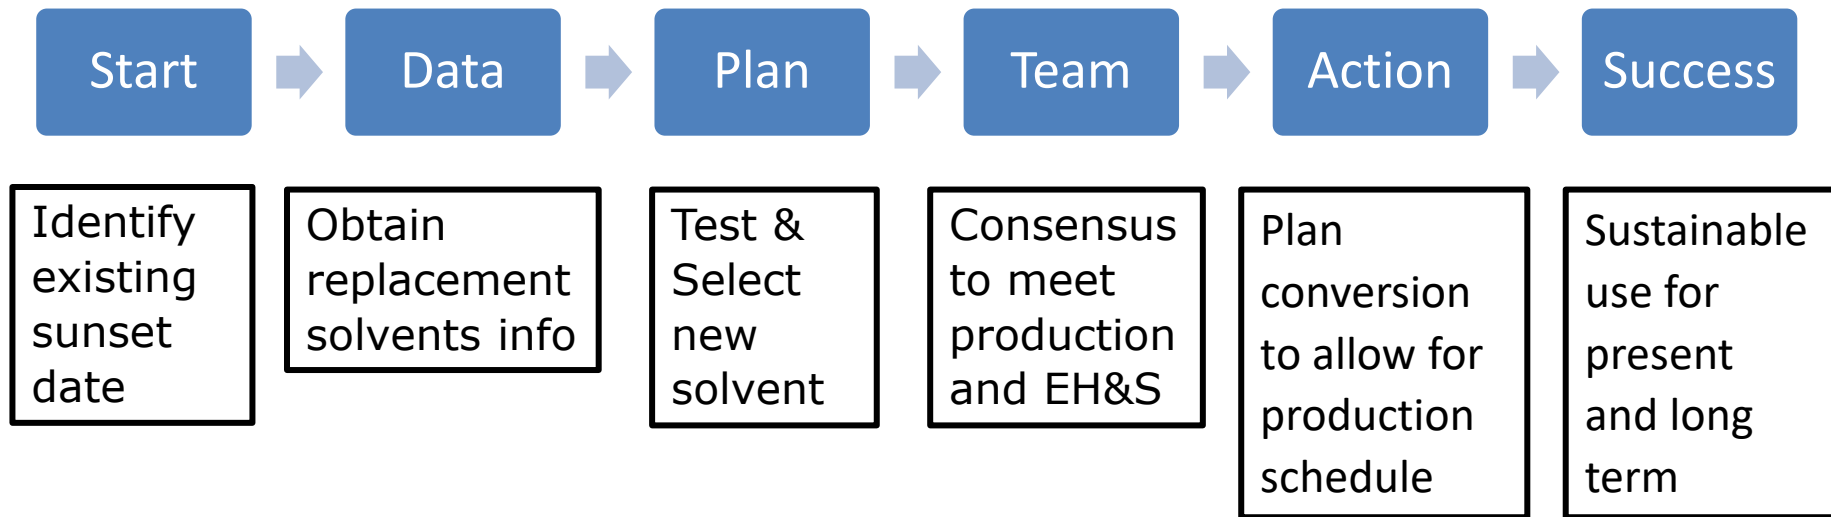 Start
Data
Plan
Team
Action
Success
Identify
existing
sunset
date
Obtain
replacement
solvents info
Test &
Select
new
solvent
Consensus
to meet
production
and EH&S
Plan
conversion
to allow for
production
schedule
Sustainable
use for
present
and long
term